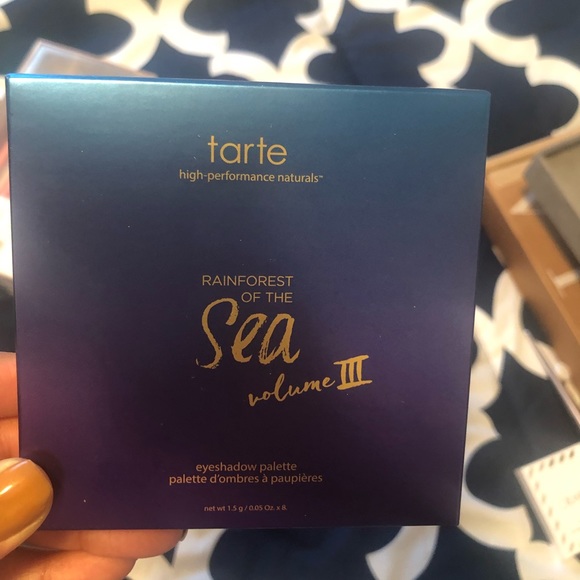 tarte
high-performance naturals™
RAINFOREST
OF THE
Sea
volume III
eyeshadow palette
palette d'ombres à paupières
net wt 1.5 g / 0.05 Oz. x 8.